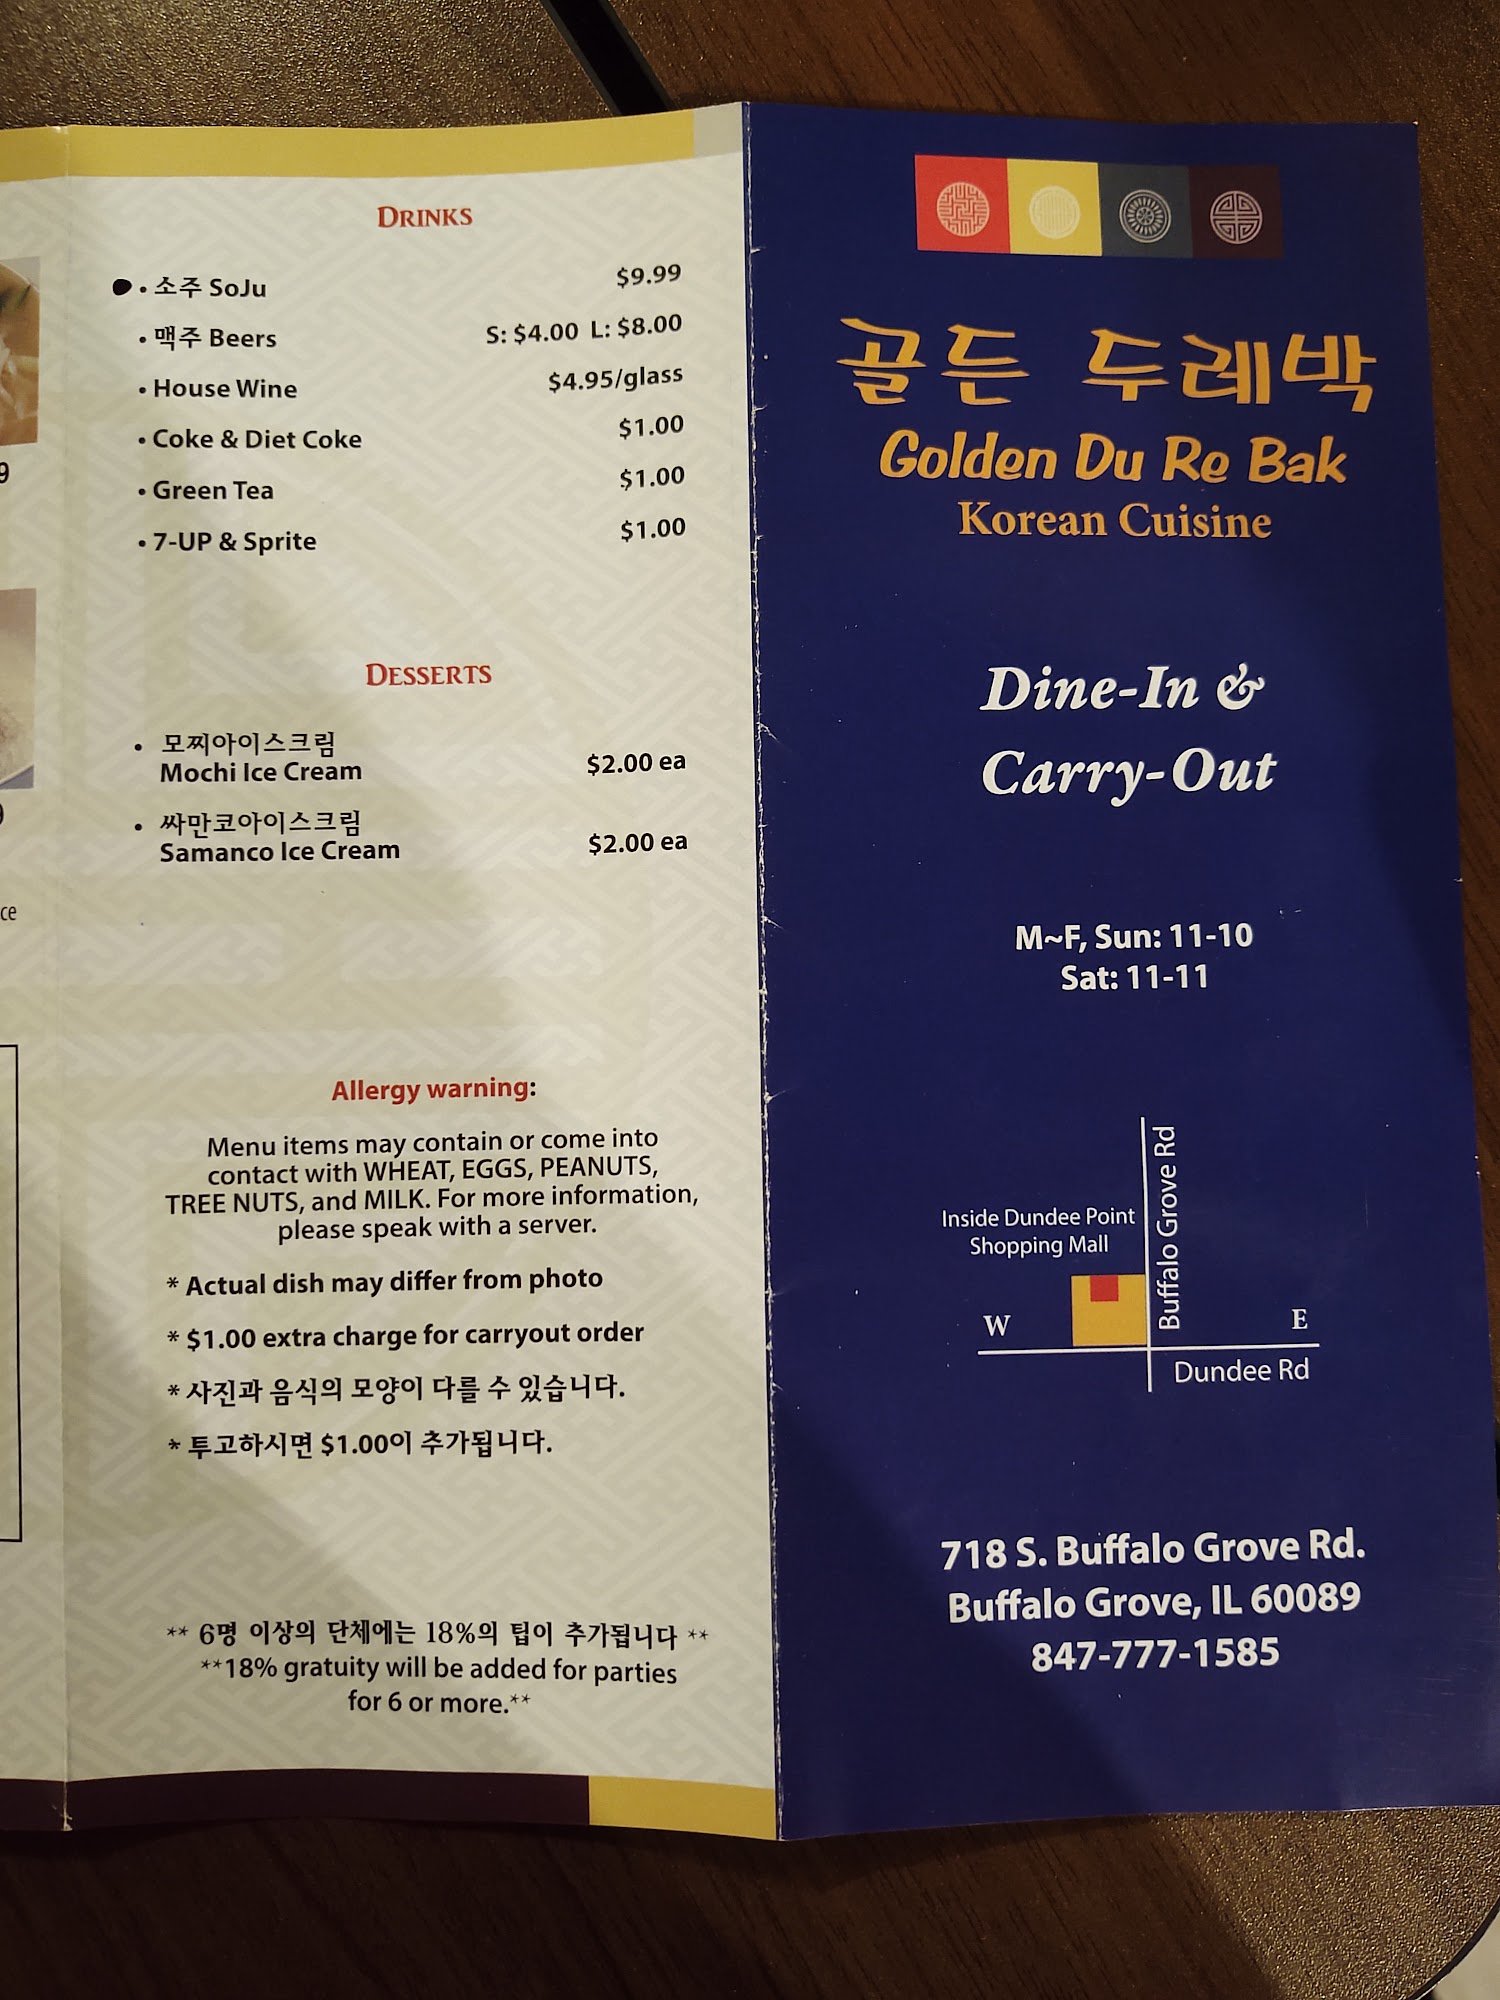 9
9
ce
DRINKS
• 소주 SoJu $9.99
• 맥주 Beers S: $4.00 L: $8.00
• House Wine $4.95/glass
• Coke & Diet Coke $1.00
• Green Tea $1.00
• 7-UP & Sprite $1.00
DESSERTS
• 모찌아이스크림
Mochi Ice Cream $2.00 ea
• 싸만코아이스크림
Samanco Ice Cream $2.00 ea
Allergy warning:
Menu items may contain or come into
contact with WHEAT, EGGS, PEANUTS,
TREE NUTS, and MILK. For more information,
please speak with a server.
* Actual dish may differ from photo
* $1.00 extra charge for carryout order
* 사진과 음식의 모양이 다를 수 있습니다.
* 투고하시면 $1.00이 추가됩니다.
** 6명 이상의 단체에는 18%의 팁이 추가됩니다 **
**18% gratuity will be added for parties
for 6 or more.**
골든 두레박
Golden Du Re Bak
Korean Cuisine
Dine-In &
Carry-Out
M~F, Sun: 11-10
Sat: 11-11
Buffalo Grove Rd
Inside Dundee Point
Shopping Mall
W E
Dundee Rd
718 S. Buffalo Grove Rd.
Buffalo Grove, IL 60089
847-777-1585